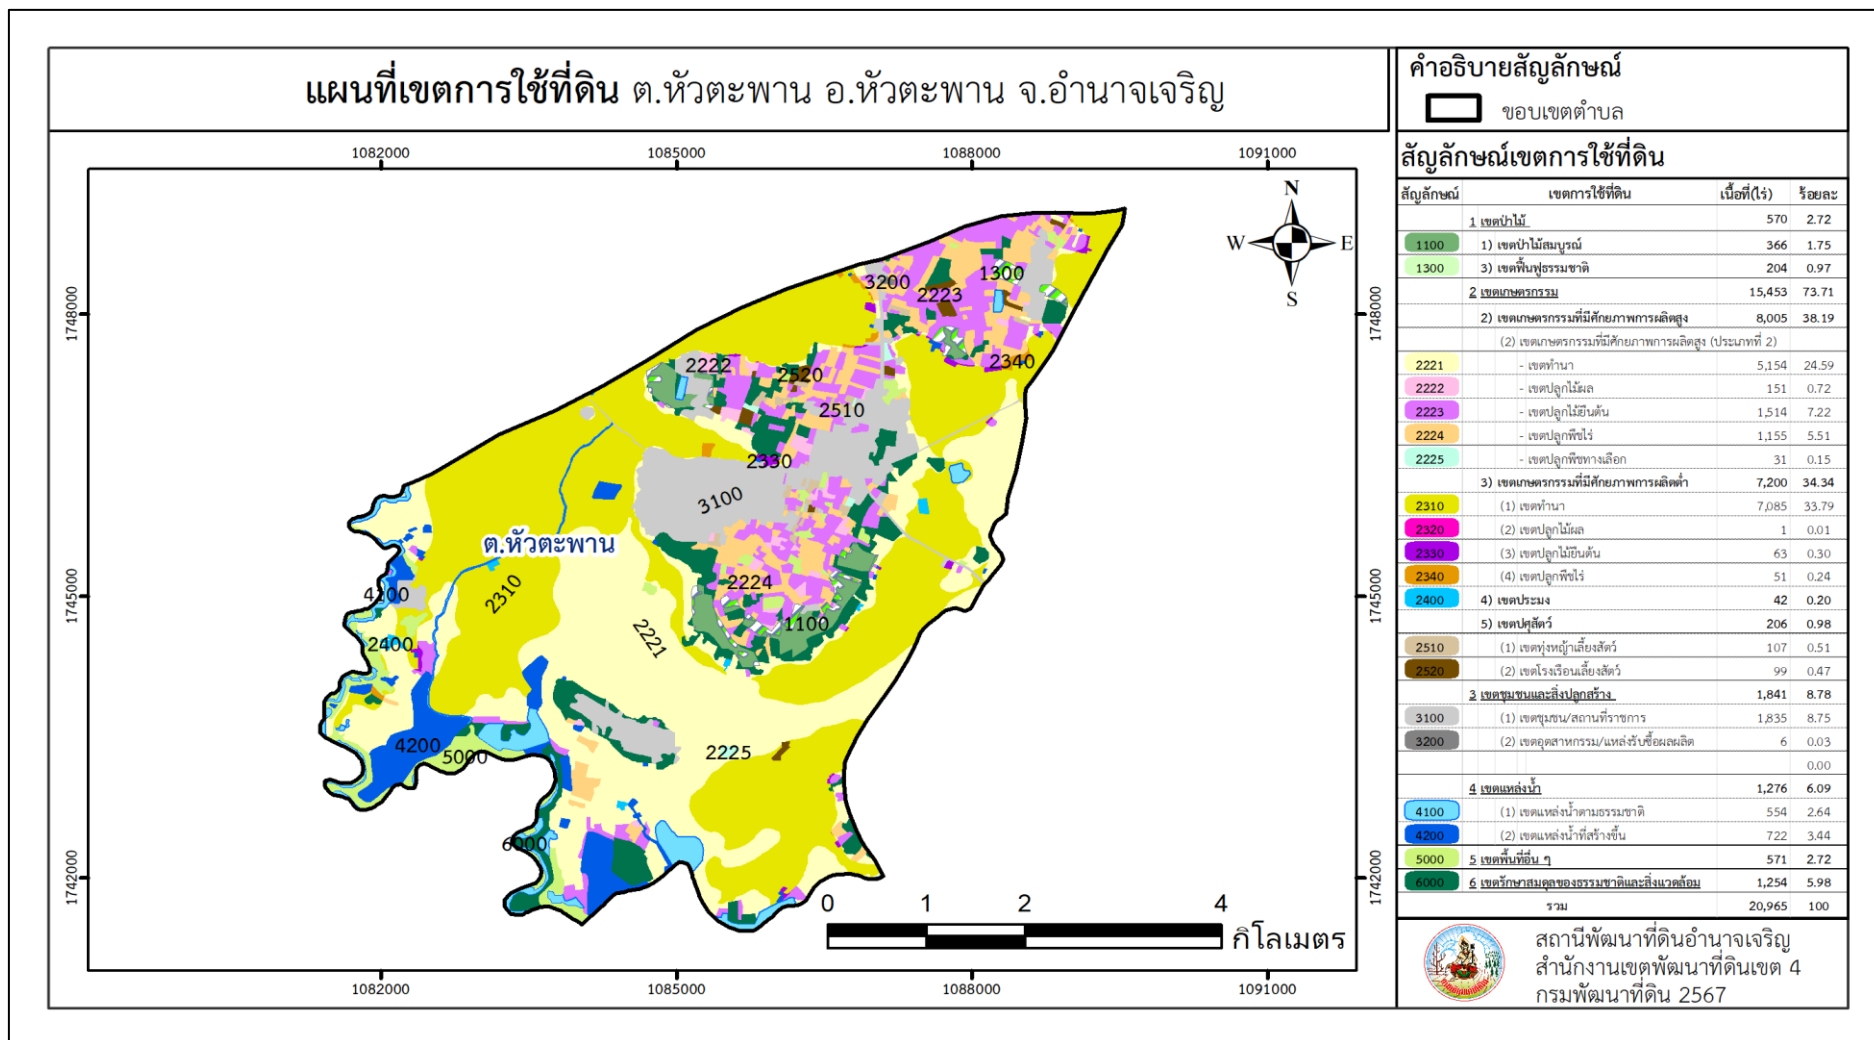 แผนที่เขตการใช้ที่ดิน ต.หัวตะพาน อ.หัวตะพาน จ.อำนาจเจริญ
1082000 1085000 1088000 1091000
1748000 1748000
1745000 1745000
1742000 1742000
1082000 1085000 1088000 1091000
N
W E
S
3200
1300
2223
2340
2222
2520
2510
2330
3100
ต.หัวตะพาน
2310
4100
2224
2400
2221
1100
4200
5000
2225
6000
0 1 2 4
กิโลเมตร
คำอธิบายสัญลักษณ์
ขอบเขตตำบล
สัญลักษณ์เขตการใช้ที่ดิน
สัญลักษณ์ เขตการใช้ที่ดิน เนื้อที่(ไร่) ร้อยละ
1 เขตป่าไม้ 570 2.72
1100 1) เขตป่าไม้สมบูรณ์ 366 1.75
1300 3) เขตฟื้นฟูธรรมชาติ 204 0.97
2 เขตเกษตรกรรม 15,453 73.71
2) เขตเกษตรกรรมที่มีศักยภาพการผลิตสูง 8,005 38.19
(2) เขตเกษตรกรรมที่มีศักยภาพการผลิตสูง (ประเภทที่ 2)
2221 - เขตทำนา 5,154 24.59
2222 - เขตปลูกไม้ผล 151 0.72
2223 - เขตปลูกไม้ยืนต้น 1,514 7.22
2224 - เขตปลูกพืชไร่ 1,155 5.51
2225 - เขตปลูกพืชทางเลือก 31 0.15
3) เขตเกษตรกรรมที่มีศักยภาพการผลิตต่ำ 7,200 34.34
2310 (1) เขตทำนา 7,085 33.79
2320 (2) เขตปลูกไม้ผล 1 0.01
2330 (3) เขตปลูกไม้ยืนต้น 63 0.30
2340 (4) เขตปลูกพืชไร่ 51 0.24
2400 4) เขตประมง 42 0.20
5) เขตปศุสัตว์ 206 0.98
2510 (1) เขตทุ่งหญ้าเลี้ยงสัตว์ 107 0.51
2520 (2) เขตโรงเรือนเลี้ยงสัตว์ 99 0.47
3 เขตชุมชนและสิ่งปลูกสร้าง 1,841 8.78
3100 (1) เขตชุมชน/สถานที่ราชการ 1,835 8.75
3200 (2) เขตอุตสาหกรรม/แหล่งรับซื้อผลผลิต 6 0.03
0.00
4 เขตแหล่งน้ำ 1,276 6.09
4100 (1) เขตแหล่งน้ำตามธรรมชาติ 554 2.64
4200 (2) เขตแหล่งน้ำที่สร้างขึ้น 722 3.44
5000 5 เขตพื้นที่อื่น ๆ 571 2.72
6000 6 เขตรักษาสมดุลของธรรมชาติและสิ่งแวดล้อม 1,254 5.98
รวม 20,965 100
สถานีพัฒนาที่ดินอำนาจเจริญ
สำนักงานเขตพัฒนาที่ดินเขต 4
กรมพัฒนาที่ดิน 2567